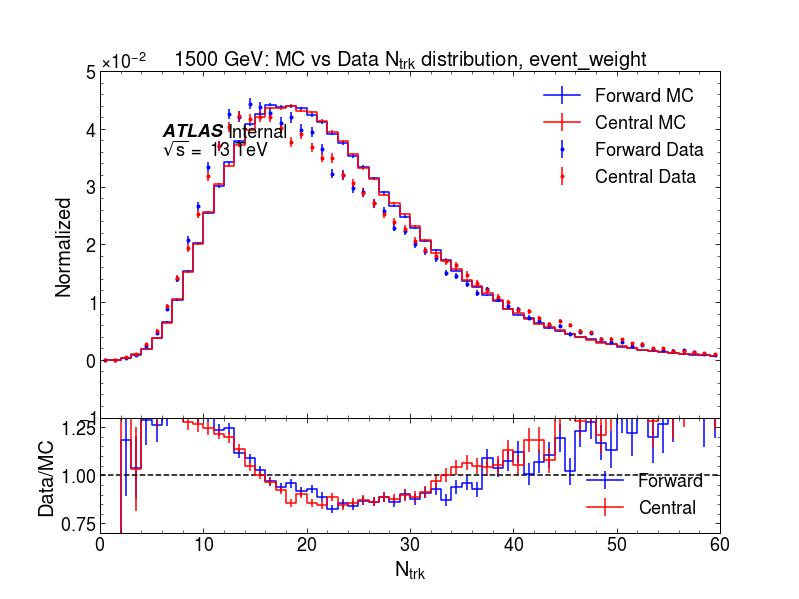 ×10⁻²
1500 GeV: MC vs Data N_trk distribution, event_weight
5
4
3
2
1
0
−1
Normalized
ATLAS Internal
√s = 13 TeV
Forward MC
Central MC
Forward Data
Central Data
1.25
1.00
0.75
Data/MC
Forward
Central
0 10 20 30 40 50 60
N_trk